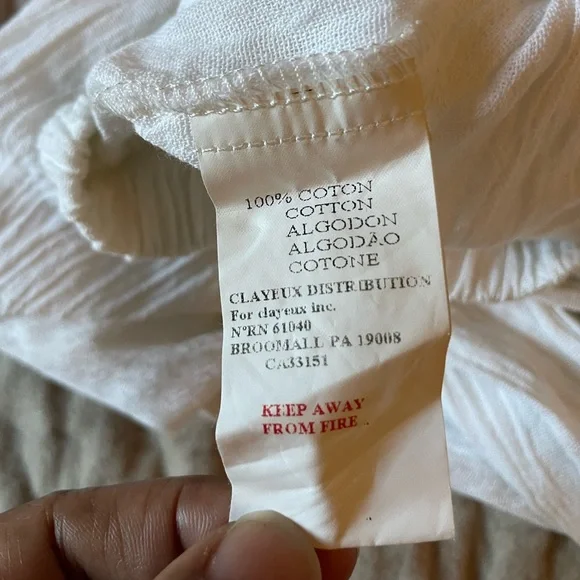 100% COTON
COTTON
ALGODON
ALGODÃO
COTONE
CLAYEUX DISTRIBUTION
For clayeux inc.
N°RN 61040
BROOMALL PA 19008
CA33151
KEEP AWAY
FROM FIRE